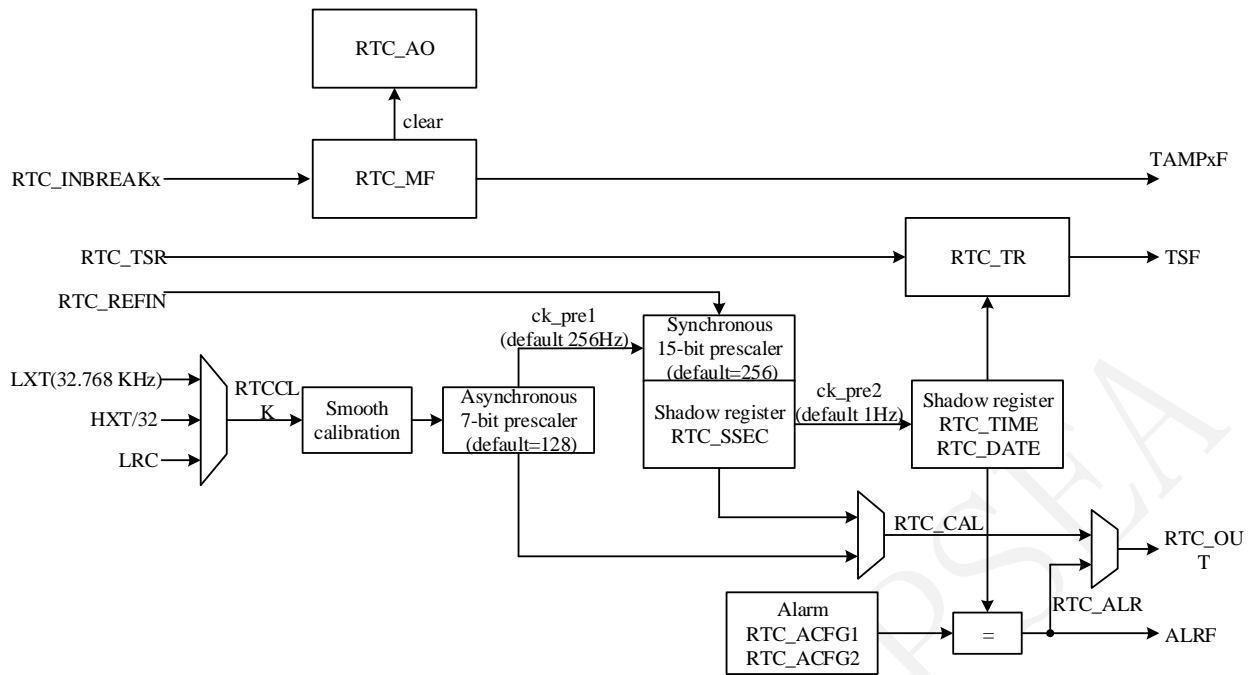 RTC_AO
clear
RTC_INBREAKx
RTC_MF
TAMPxF
RTC_TSR
RTC_TR
TSF
RTC_REFIN
ck_pre1
(default 256Hz)
Synchronous
15-bit prescaler
(default=256)
LXT(32.768 KHz)
HXT/32
LRC
RTCCL
K
Smooth
calibration
Asynchronous
7-bit prescaler
(default=128)
Shadow register
RTC_SSEC
ck_pre2
(default 1Hz)
Shadow register
RTC_TIME
RTC_DATE
RTC_CAL
RTC_OU
T
RTC_ALR
Alarm
RTC_ACFG1
RTC_ACFG2
=
ALRF
PSEA